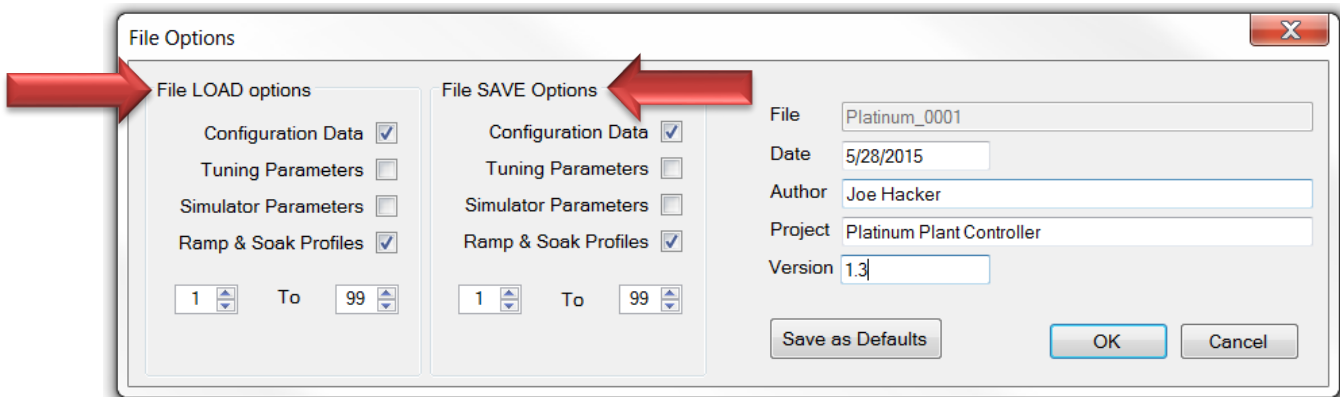 File Options
File LOAD options
Configuration Data
Tuning Parameters
Simulator Parameters
Ramp & Soak Profiles
1 To 99
File SAVE Options
Configuration Data
Tuning Parameters
Simulator Parameters
Ramp & Soak Profiles
1 To 99
File Platinum_0001
Date 5/28/2015
Author Joe Hacker
Project Platinum Plant Controller
Version 1.3
Save as Defaults OK Cancel